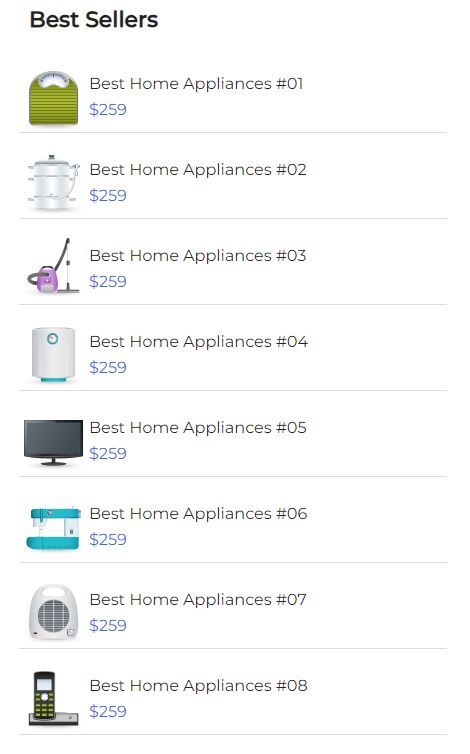 Best Sellers
Best Home Appliances #01
$259
Best Home Appliances #02
$259
Best Home Appliances #03
$259
Best Home Appliances #04
$259
Best Home Appliances #05
$259
Best Home Appliances #06
$259
Best Home Appliances #07
$259
Best Home Appliances #08
$259